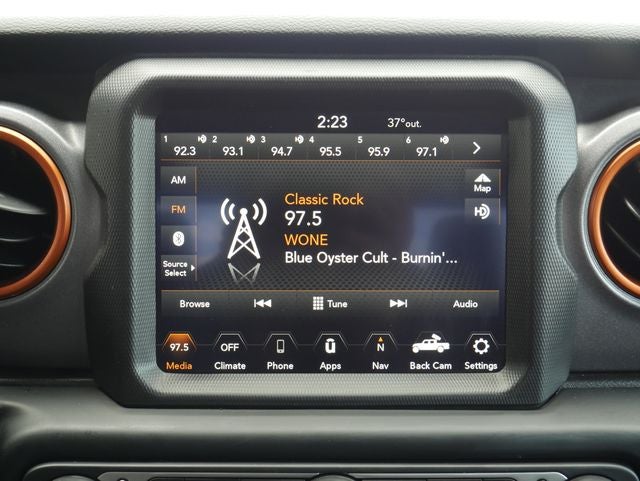 2:23 37°out.
1 2 3 4 5 6
92.3 93.1 94.7 95.5 95.9 97.1
AM
Map
Classic Rock
FM
97.5
HD
WONE
Blue Oyster Cult - Burnin'...
Source
Select
Browse Tune Audio
97.5 OFF u N
Media Climate Phone Apps Nav Back Cam Settings